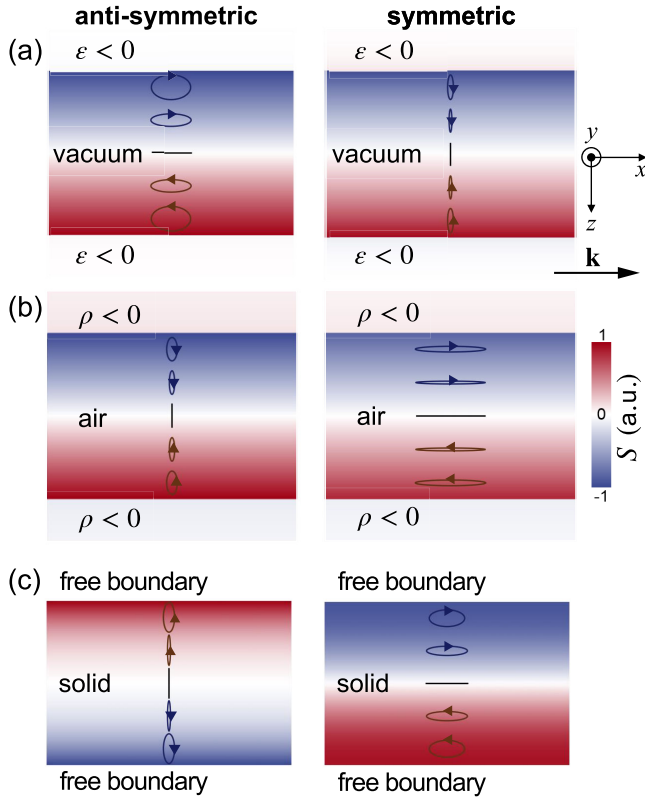 anti-symmetric symmetric
(a) ε < 0 ε < 0
vacuum vacuum
y
x
z
ε < 0 ε < 0
k
(b) ρ < 0 ρ < 0
air air
1
0
-1
S (a.u.)
ρ < 0 ρ < 0
(c) free boundary free boundary
solid solid
free boundary free boundary